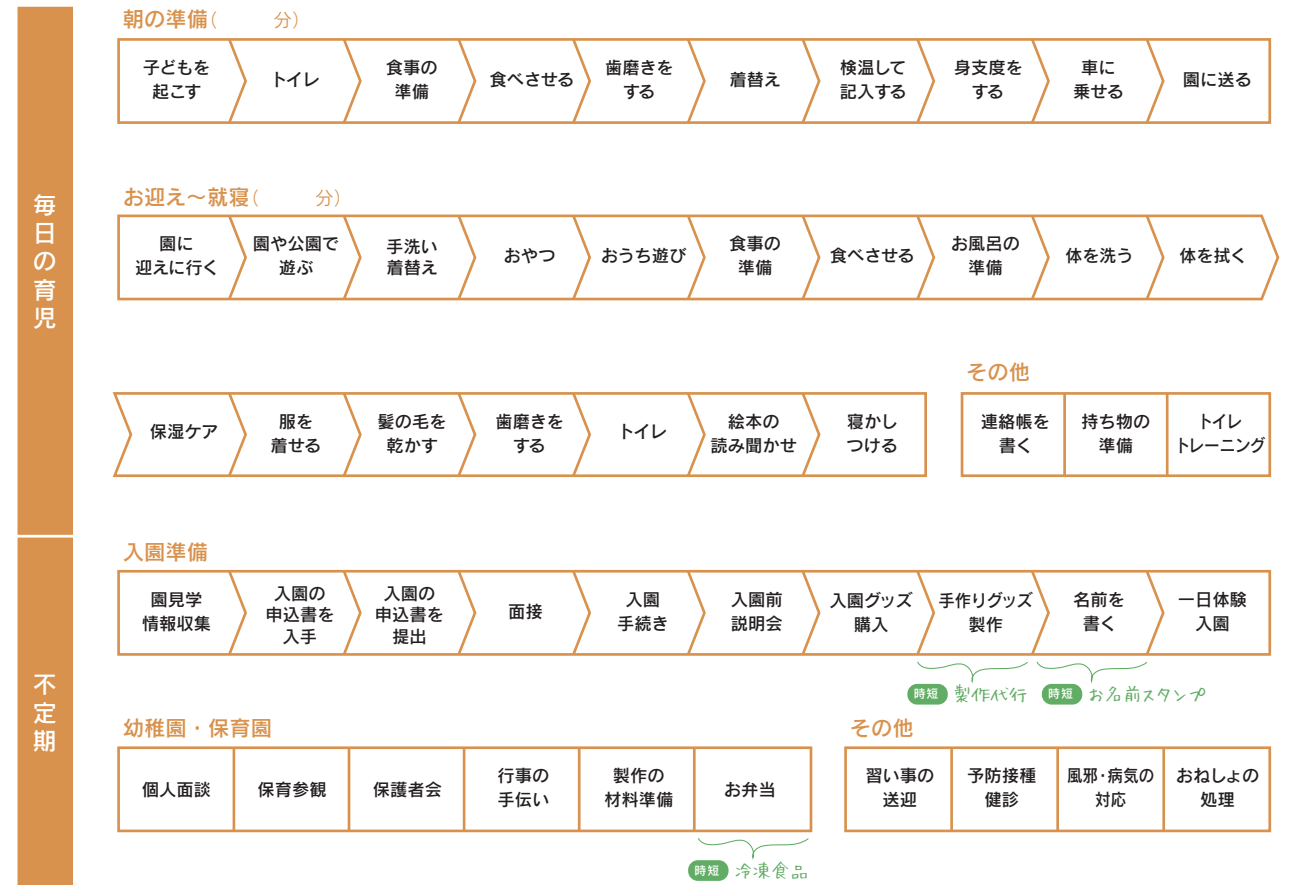 毎日の育児
朝の準備(　　　分)
子どもを
起こす
トイレ
食事の
準備
食べさせる
歯磨きを
する
着替え
検温して
記入する
身支度を
する
車に
乗せる
園に送る
お迎え〜就寝(　　　分)
園に
迎えに行く
園や公園で
遊ぶ
手洗い
着替え
おやつ
おうち遊び
食事の
準備
食べさせる
お風呂の
準備
体を洗う
体を拭く
保湿ケア
服を
着せる
髪の毛を
乾かす
歯磨きを
する
トイレ
絵本の
読み聞かせ
寝かし
つける
その他
連絡帳を
書く
持ち物の
準備
トイレ
トレーニング
不定期
入園準備
園見学
情報収集
入園の
申込書を
入手
入園の
申込書を
提出
面接
入園
手続き
入園前
説明会
入園グッズ
購入
手作りグッズ
製作
名前を
書く
一日体験
入園
時短 製作代行
時短 お名前スタンプ
幼稚園・保育園
個人面談
保育参観
保護者会
行事の
手伝い
製作の
材料準備
お弁当
時短 冷凍食品
その他
習い事の
送迎
予防接種
健診
風邪・病気の
対応
おねしょの
処理